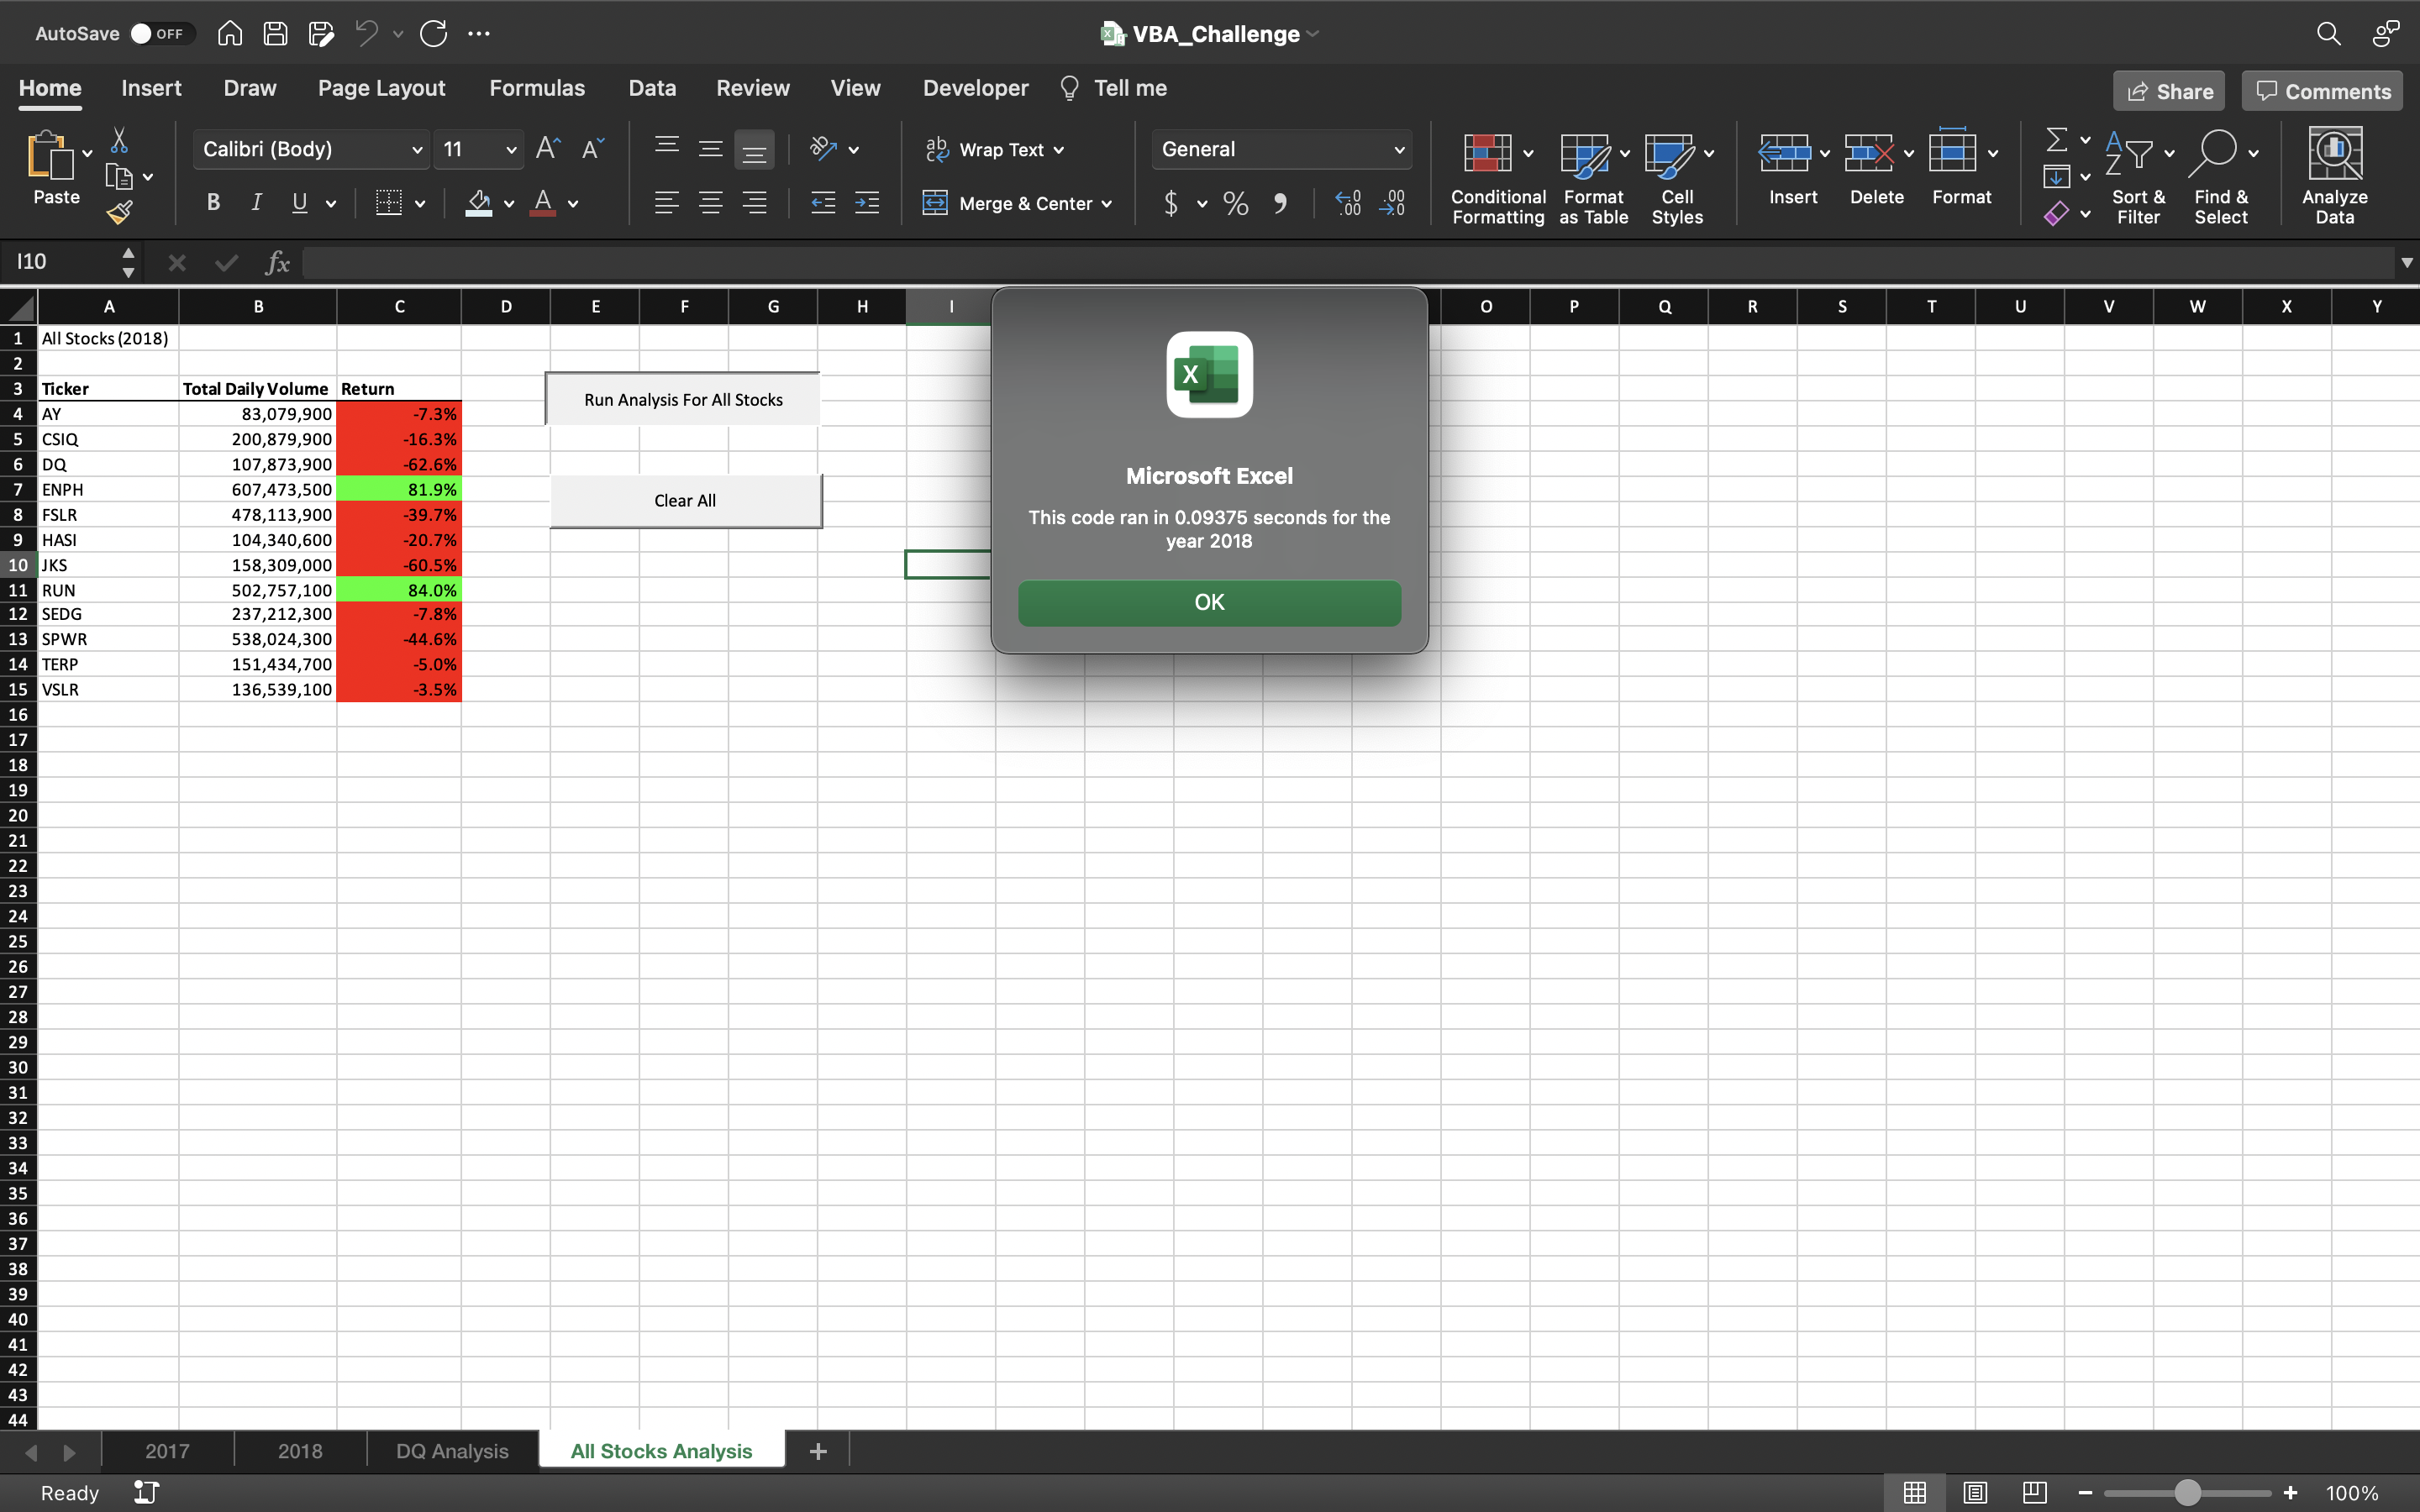 AutoSave OFF VBA_Challenge
Home Insert Draw Page Layout Formulas Data Review View Developer Tell me Share Comments
Calibri (Body) 11 Wrap Text General
Paste B I U Merge & Center $ % Conditional Formatting Format as Table Cell Styles Insert Delete Format Sort & Filter Find & Select Analyze Data
I10 fx
A B C D E F G H I O P Q R S T U V W X Y
1 All Stocks (2018)
2
3 Ticker Total Daily Volume Return
4 AY 83,079,900 -7.3%
5 CSIQ 200,879,900 -16.3%
6 DQ 107,873,900 -62.6%
7 ENPH 607,473,500 81.9%
8 FSLR 478,113,900 -39.7%
9 HASI 104,340,600 -20.7%
10 JKS 158,309,000 -60.5%
11 RUN 502,757,100 84.0%
12 SEDG 237,212,300 -7.8%
13 SPWR 538,024,300 -44.6%
14 TERP 151,434,700 -5.0%
15 VSLR 136,539,100 -3.5%
16
17
18
19
20
21
22
23
24
25
26
27
28
29
30
31
32
33
34
35
36
37
38
39
40
41
42
43
44
Run Analysis For All Stocks
Clear All
Microsoft Excel
This code ran in 0.09375 seconds for the
year 2018
OK
2017 2018 DQ Analysis All Stocks Analysis +
Ready 100%